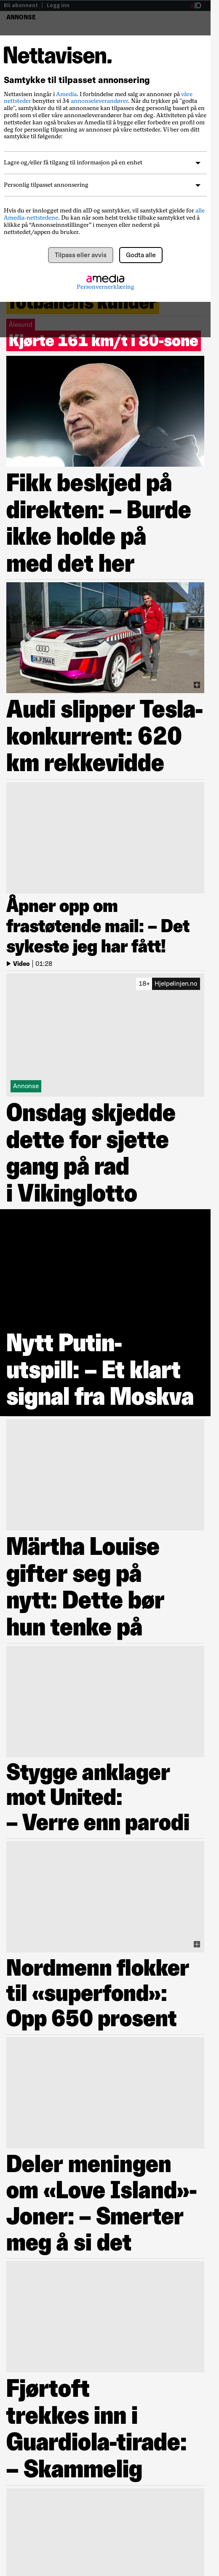 Bli abonnent | Logg inn
ANNONSE
Nettavisen.
Samtykke til tilpasset annonsering
Nettavisen inngår i Amedia. I forbindelse med salg av annonser på våre
nettsteder benytter vi 34 annonseleverandører. Når du trykker på "godta
alle", samtykker du til at annonsene kan tilpasses deg personlig basert på en
profil som vi eller våre annonseleverandører har om deg. Aktiviteten på våre
nettsteder kan også brukes av Amedia til å bygge eller forbedre en profil om
deg for personlig tilpasning av annonser på våre nettsteder. Vi ber om ditt
samtykke til følgende:
Lagre og/eller få tilgang til informasjon på en enhet
Personlig tilpasset annonsering
Hvis du er innlogget med din aID og samtykker, vil samtykket gjelde for alle
Amedia-nettstedene. Du kan når som helst trekke tilbake samtykket ved å
klikke på “Annonseinnstillinger” i menyen eller nederst på
nettstedet/appen du bruker.
Tilpass eller avvis
Godta alle
amedia
Personvernerklæring
fotballens kunder
Ålesund
Kjørte 161 km/t i 80-sone
Fikk beskjed på
direkten: – Burde
ikke holde på
med det her
Audi slipper Tesla-
konkurrent: 620
km rekkevidde
Åpner opp om
frastøtende mail: – Det
sykeste jeg har fått!
Video | 01:28
18+ Hjelpelinjen.no
Annonse
Onsdag skjedde
dette for sjette
gang på rad
i Vikinglotto
Nytt Putin-
utspill: – Et klart
signal fra Moskva
Märtha Louise
gifter seg på
nytt: Dette bør
hun tenke på
Stygge anklager
mot United:
– Verre enn parodi
Nordmenn flokker
til «superfond»:
Opp 650 prosent
Deler meningen
om «Love Island»-
Joner: – Smerter
meg å si det
Fjørtoft
trekkes inn i
Guardiola-tirade:
– Skammelig